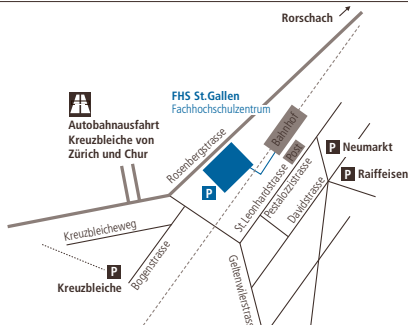 Rorschach
FHS St.Gallen
Fachhochschulzentrum
Autobahnausfahrt
Kreuzbleiche von
Zürich und Chur
Bahnhof
Post
Rosenbergstrasse
P Neumarkt
P Raiffeisen
P
St. Leonhardstrasse
Pestalozzistrasse
Davidstrasse
Kreuzbleicheweg
Bogenstrasse
P
Kreuzbleiche
Geltenwilerstrasse